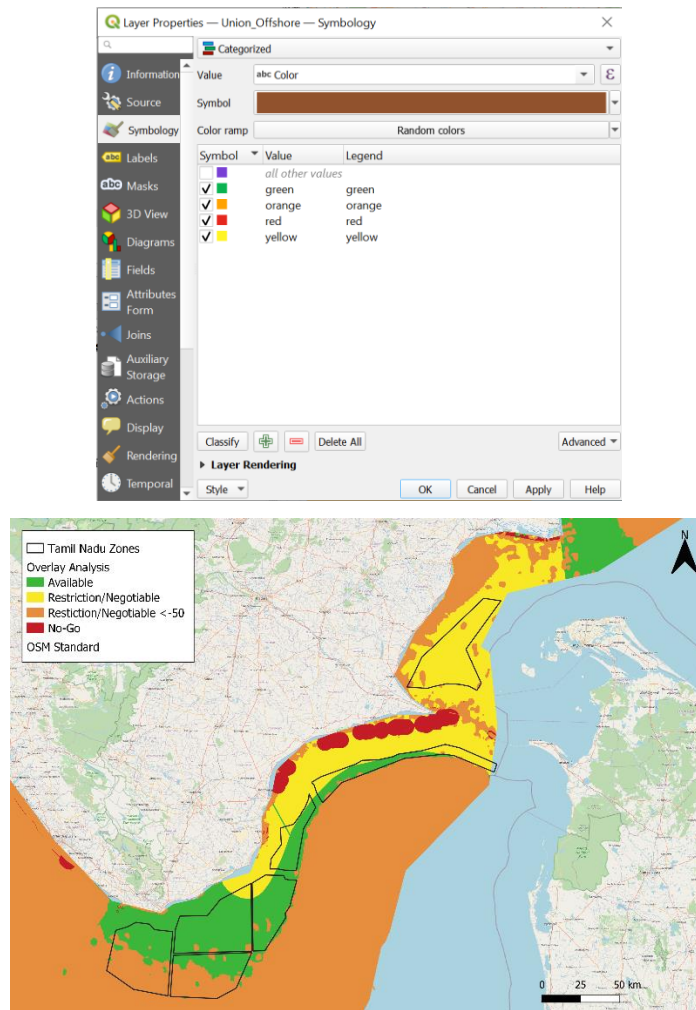 Layer Properties — Union_Offshore — Symbology
Categorized
Information
Value abc Color ε
Source
Symbol
Symbology
Color ramp Random colors
Labels
Symbol Value Legend
all other values
Masks
green green
orange orange
3D View
red red
yellow yellow
Diagrams
Fields
Attributes
Form
Joins
Auxiliary
Storage
Actions
Display
Classify Delete All Advanced
Rendering
Layer Rendering
Temporal
Style OK Cancel Apply Help
Tamil Nadu Zones
Overlay Analysis
Available
Restriction/Negotiable
Restiction/Negotiable <-50
No-Go
OSM Standard
N
0 25 50 km